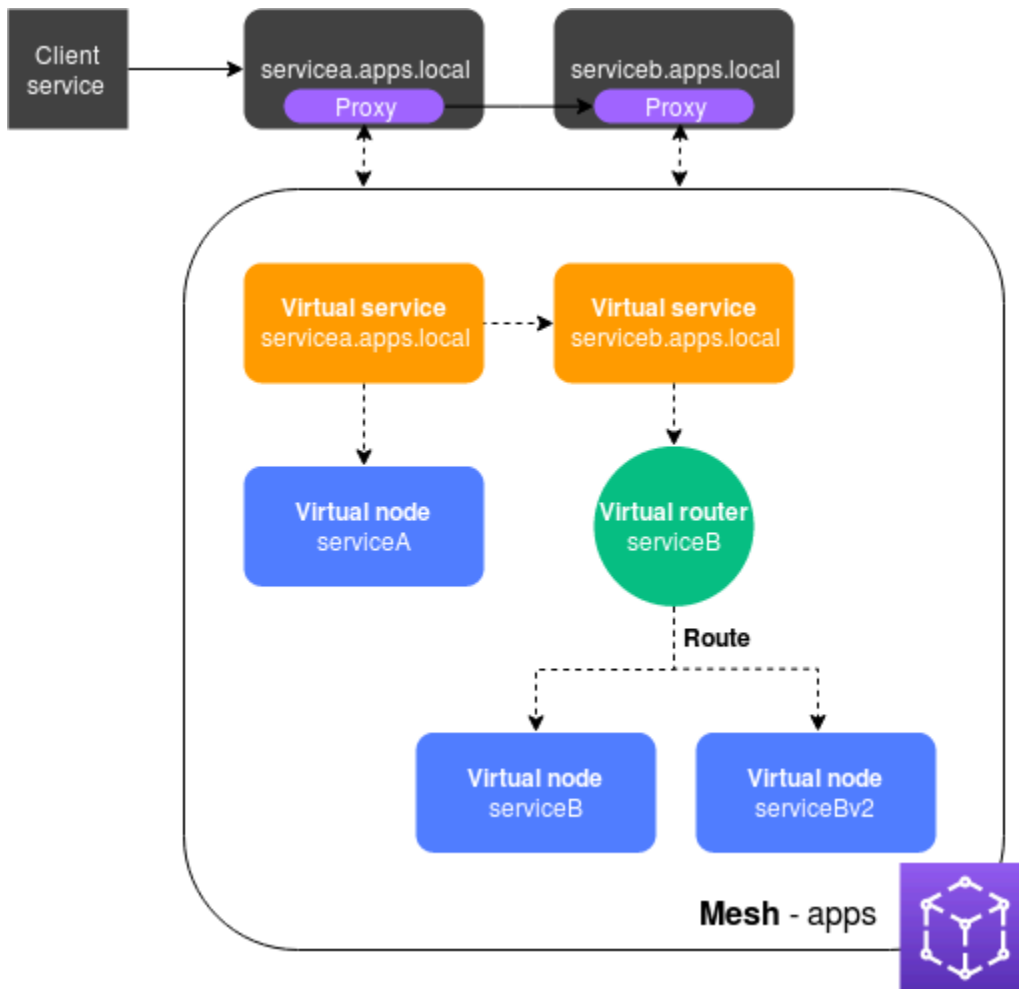 Client
service
servicea.apps.local
Proxy
serviceb.apps.local
Proxy
Virtual service
servicea.apps.local
Virtual service
serviceb.apps.local
Virtual node
serviceA
Virtual router
serviceB
Route
Virtual node
serviceB
Virtual node
serviceBv2
Mesh - apps